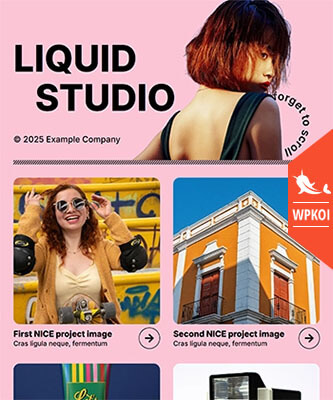 LIQUID
STUDIO
orget to scroll
© 2025 Example Company
WPKOI
First NICE project image
Cras ligula neque, fermentum
Second NICE project image
Cras ligula neque, fermentum